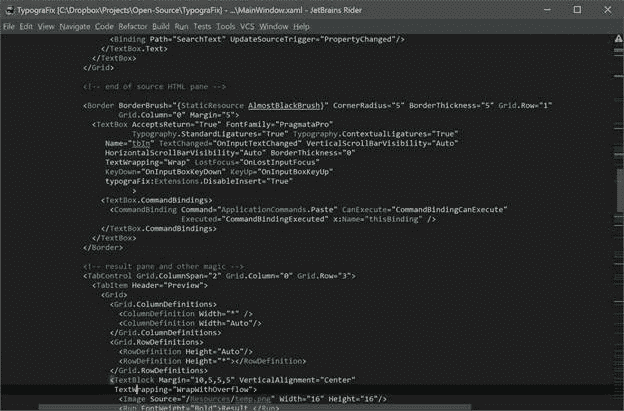 TypograFix [C:\Dropbox\Projects\Open-Source\TypograFix] - ...\MainWindow.xaml - JetBrains Rider
File Edit View Navigate Code Refactor Build Run Tests Tools VCS Window Help
<Binding Path="SearchText" UpdateSourceTrigger="PropertyChanged"/>
</TextBox.Text>
</TextBox>
</Grid>
<!-- end of source HTML pane -->
<Border BorderBrush="{StaticResource AlmostBlackBrush}" CornerRadius="5" BorderThickness="5" Grid.Row="1"
Grid.Column="0" Margin="5">
<TextBox AcceptsReturn="True" FontFamily="PragmataPro"
Typography.StandardLigatures="True" Typography.ContextualLigatures="True"
Name="tbIn" TextChanged="OnInputTextChanged" VerticalScrollBarVisibility="Auto"
HorizontalScrollBarVisibility="Auto" BorderThickness="0"
TextWrapping="Wrap" LostFocus="OnLostInputFocus"
KeyDown="OnInputBoxKeyDown" KeyUp="OnInputBoxKeyUp"
typograFix:Extensions.DisableInsert="True"
>
<TextBox.CommandBindings>
<CommandBinding Command="ApplicationCommands.Paste" CanExecute="CommandBindingCanExecute"
Executed="CommandBindingExecuted" x:Name="thisBinding" />
</TextBox.CommandBindings>
</TextBox>
</Border>
<!-- result pane and other magic -->
<TabControl Grid.ColumnSpan="2" Grid.Column="0" Grid.Row="3">
<TabItem Header="Preview">
<Grid>
<Grid.ColumnDefinitions>
<ColumnDefinition Width="*" />
<ColumnDefinition Width="Auto"/>
</Grid.ColumnDefinitions>
<Grid.RowDefinitions>
<RowDefinition Height="Auto"/>
<RowDefinition Height="*"></RowDefinition>
</Grid.RowDefinitions>
<TextBlock Margin="10,5,5,5" VerticalAlignment="Center"
TextWrapping="WrapWithOverflow">
<Image Source="/Resources/temp.png" Width="16" Height="16"/>
<Run FontWeight="Bold">Result </Run>